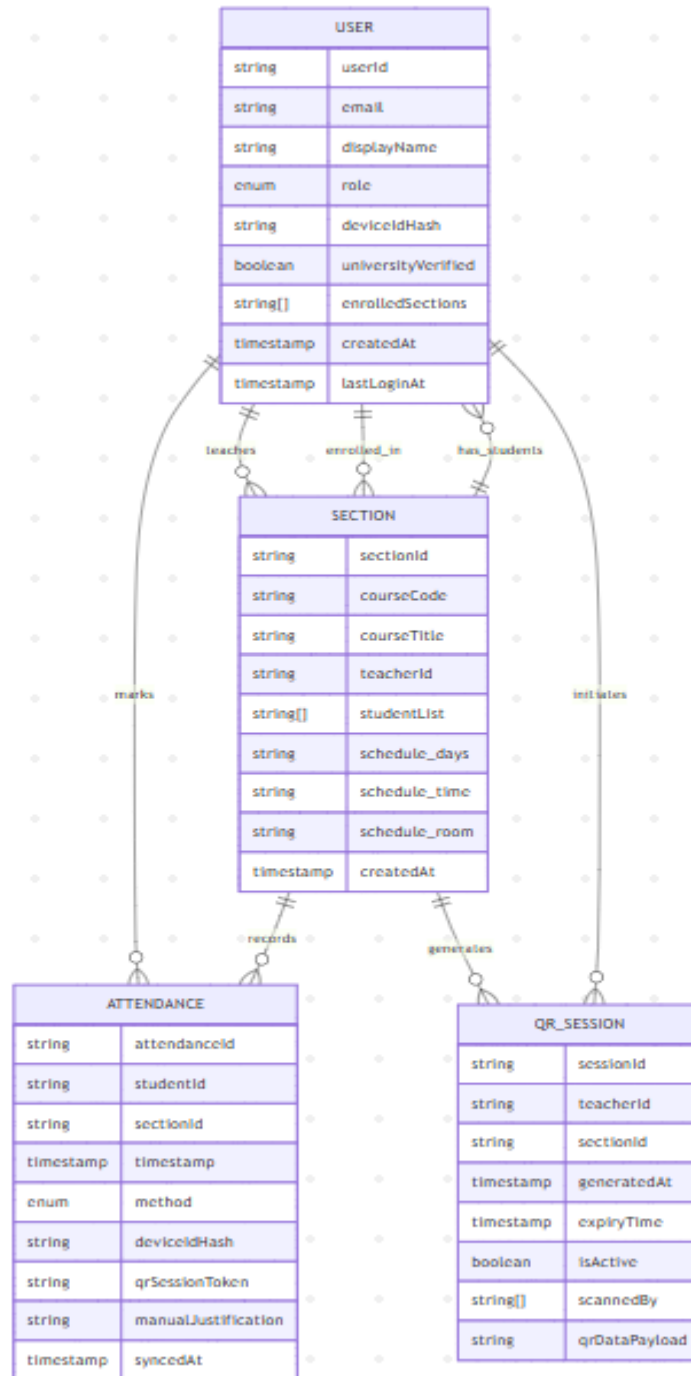 USER
string userId
string email
string displayName
enum role
string deviceIdHash
boolean universityVerified
string[] enrolledSections
timestamp createdAt
timestamp lastLoginAt
teaches enrolled_in has_students
SECTION
string sectionId
string courseCode
string courseTitle
string teacherId
string[] studentList
string schedule_days
string schedule_time
string schedule_room
timestamp createdAt
marks initiates
records generates
ATTENDANCE
string attendanceId
string studentId
string sectionId
timestamp timestamp
enum method
string deviceIdHash
string qrSessionToken
string manualJustification
timestamp syncedAt
QR_SESSION
string sessionId
string teacherId
string sectionId
timestamp generatedAt
timestamp expiryTime
boolean isActive
string[] scannedBy
string qrDataPayload